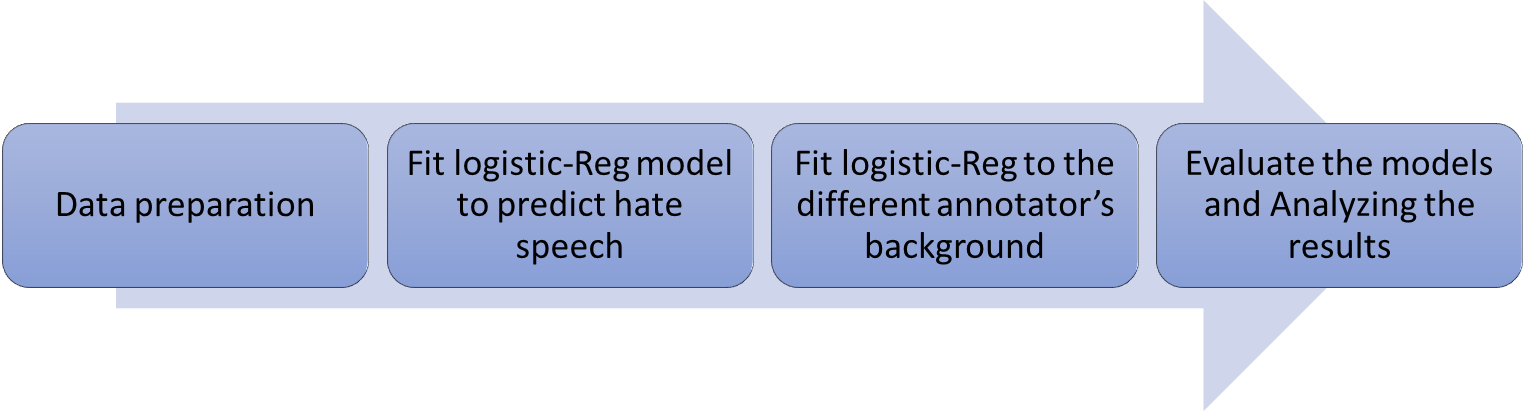 Data preparation
Fit logistic-Reg model
to predict hate
speech
Fit logistic-Reg to the
different annotator’s
background
Evaluate the models
and Analyzing the
results